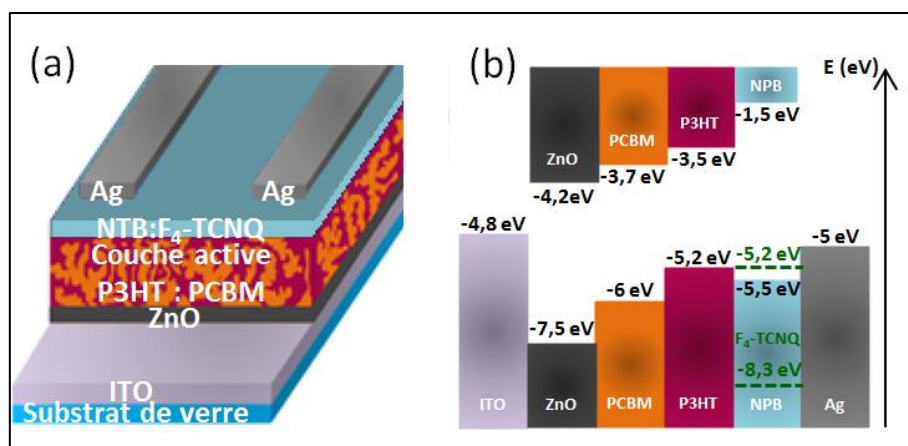 (a)
Ag
Ag
NTB:F₄-TCNQ
Couche active
P3HT : PCBM
ZnO
ITO
Substrat de verre
(b)
E (eV)
NPB
-1,5 eV
P3HT
-3,5 eV
PCBM
-3,7 eV
ZnO
-4,2eV
-4,8 eV
-7,5 eV
-6 eV
-5,2 eV
-5,2 eV
-5,5 eV
F₄-TCNQ
-8,3 eV
-5 eV
ITO
ZnO
PCBM
P3HT
NPB
Ag